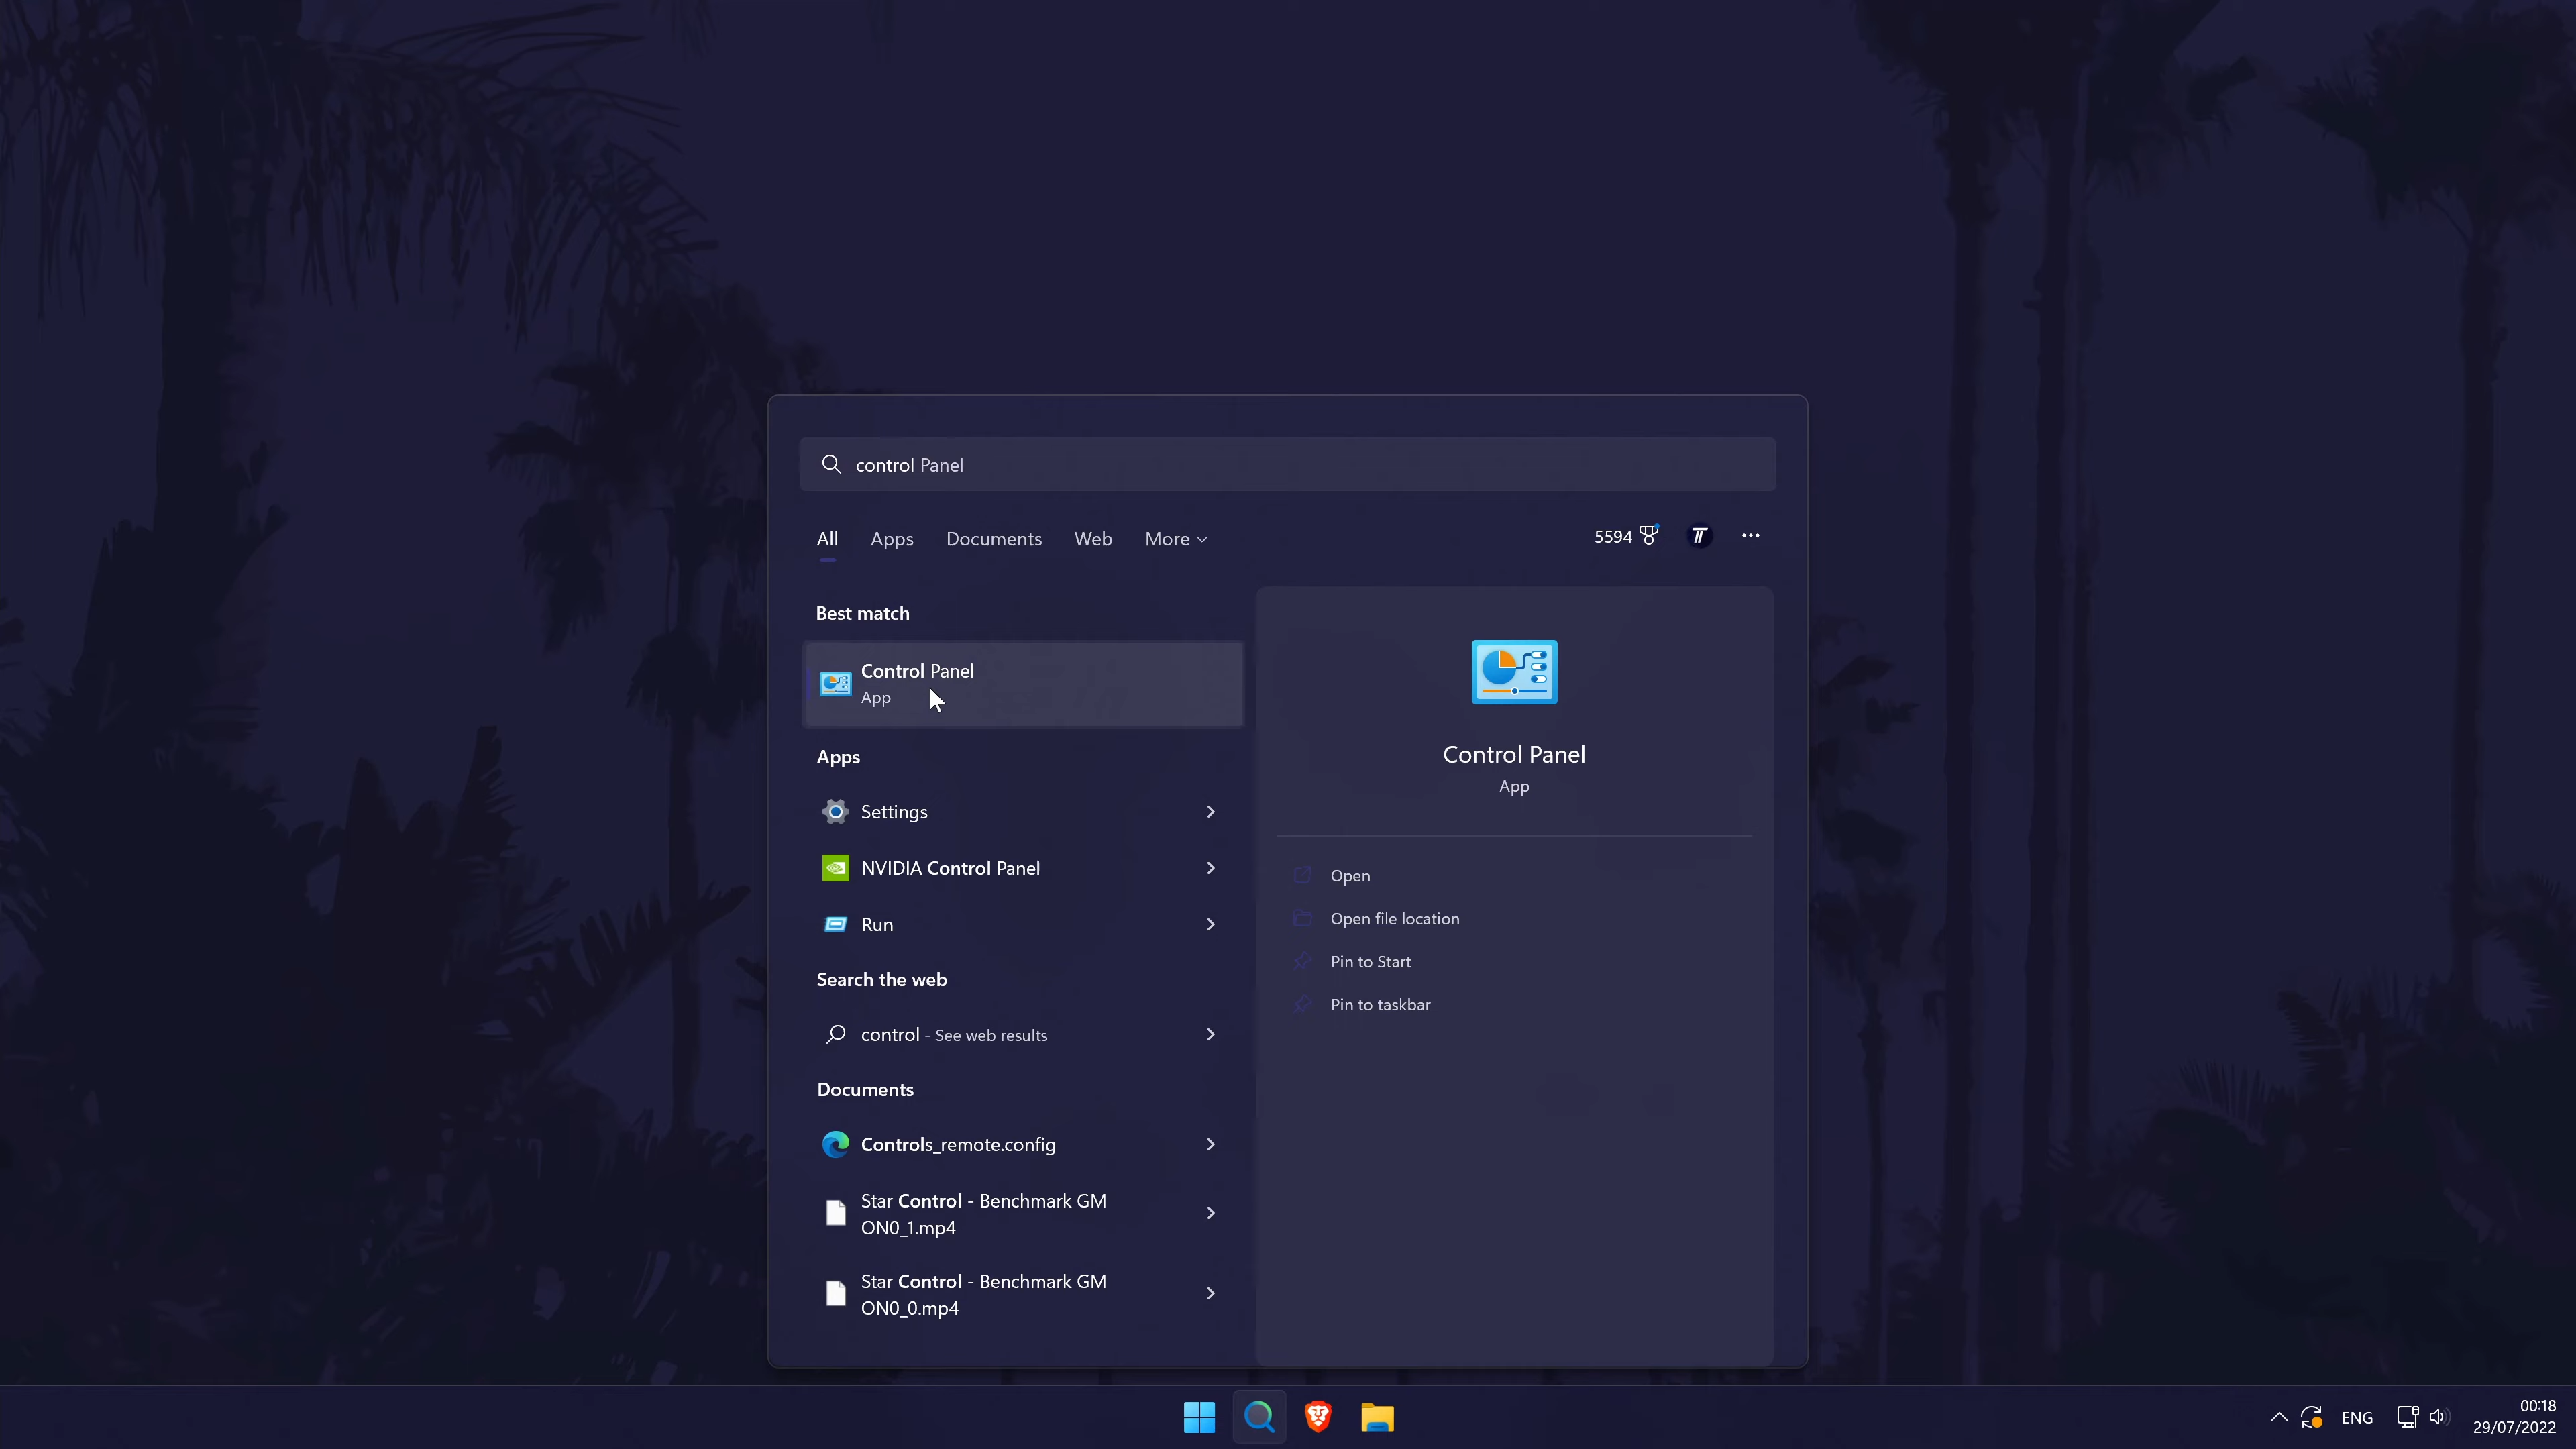 control Panel
All Apps Documents Web More
5594
Best match
Control Panel
App
Apps
Settings
NVIDIA Control Panel
Run
Search the web
control - See web results
Documents
Controls_remote.config
Star Control - Benchmark GM
ON0_1.mp4
Star Control - Benchmark GM
ON0_0.mp4
Control Panel
App
Open
Open file location
Pin to Start
Pin to taskbar
ENG
00:18
29/07/2022